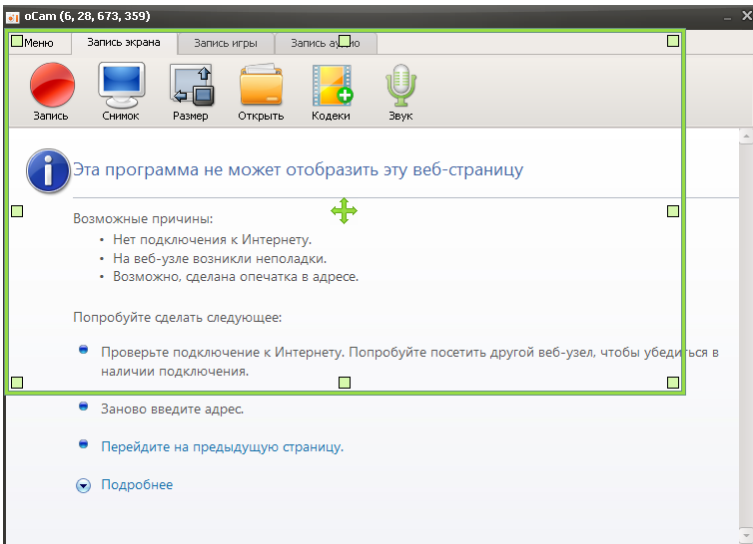 oCam (6, 28, 673, 359)
Меню Запись экрана Запись игры Запись аудио
Запись Снимок Размер Открыть Кодеки Звук
Эта программа не может отобразить эту веб-страницу
Возможные причины:
• Нет подключения к Интернету.
• На веб-узле возникли неполадки.
• Возможно, сделана опечатка в адресе.
Попробуйте сделать следующее:
Проверьте подключение к Интернету. Попробуйте посетить другой веб-узел, чтобы убедиться в
наличии подключения.
Заново введите адрес.
Перейдите на предыдущую страницу.
Подробнее